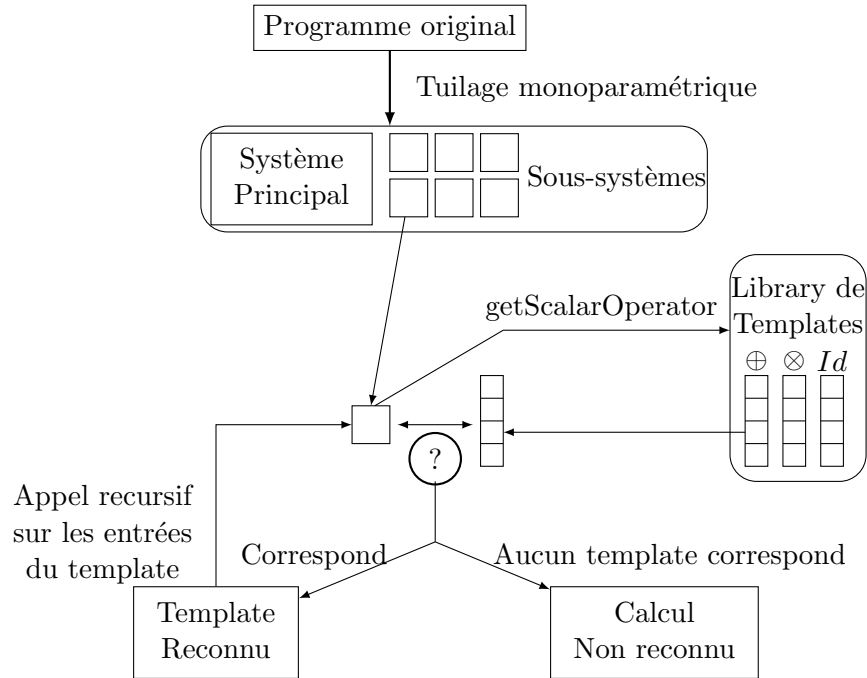 Programme original
Tuilage monoparamétrique
Système
Principal
Sous-systèmes
Library de
Templates
getScalarOperator
⊕ ⊗ Id
?
Appel recursif
sur les entrées
du template
Correspond
Aucun template correspond
Template
Reconnu
Calcul
Non reconnu